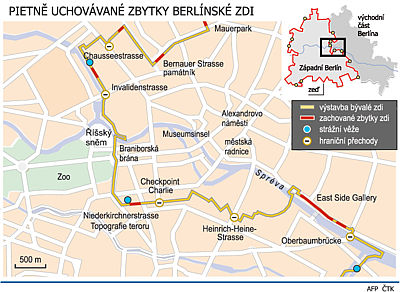 PIETNĚ UCHOVÁVANÉ ZBYTKY BERLÍNSKÉ ZDI
Mauerpark
Chausseestrasse
Bernauer Strasse
památník
Invalidenstrasse
Říšský
sněm
Alexandrovo
náměstí
Museumsinsel
Braniborská
brána
městská
radnice
Zoo
Checkpoint
Charlie
Spréva
East Side Gallery
Niederkirchnerstrasse
Topografie teroru
Heinrich-Heine-
Strasse
Oberbaumbrücke
500 m
východní
část
Berlína
Západní Berlín
zeď
výstavba bývalé zdi
zachované zbytky zdi
strážní věže
hraniční přechody
AFP ČTK